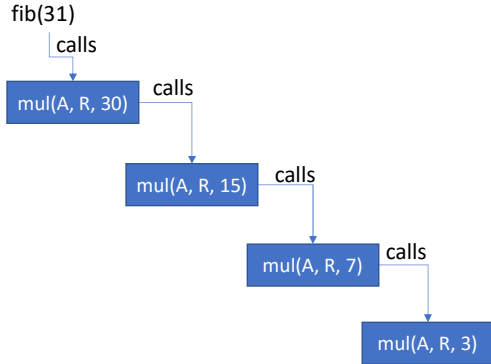 fib(31)
calls
mul(A, R, 30)
calls
mul(A, R, 15)
calls
mul(A, R, 7)
calls
mul(A, R, 3)